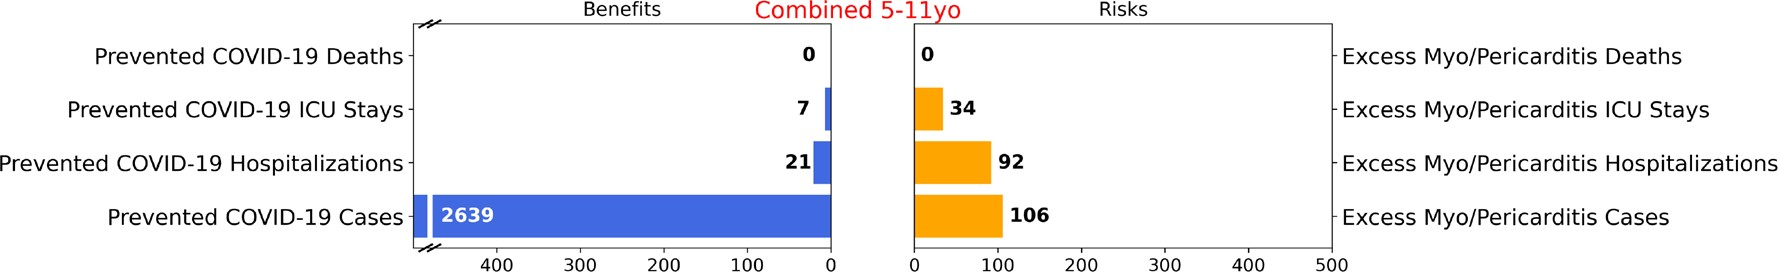 Benefits
Combined 5-11yo
Risks
Prevented COVID-19 Deaths
0
0
Excess Myo/Pericarditis Deaths
Prevented COVID-19 ICU Stays
7
34
Excess Myo/Pericarditis ICU Stays
Prevented COVID-19 Hospitalizations
21
92
Excess Myo/Pericarditis Hospitalizations
Prevented COVID-19 Cases
2639
106
Excess Myo/Pericarditis Cases
400 300 200 100 0
0 100 200 300 400 500